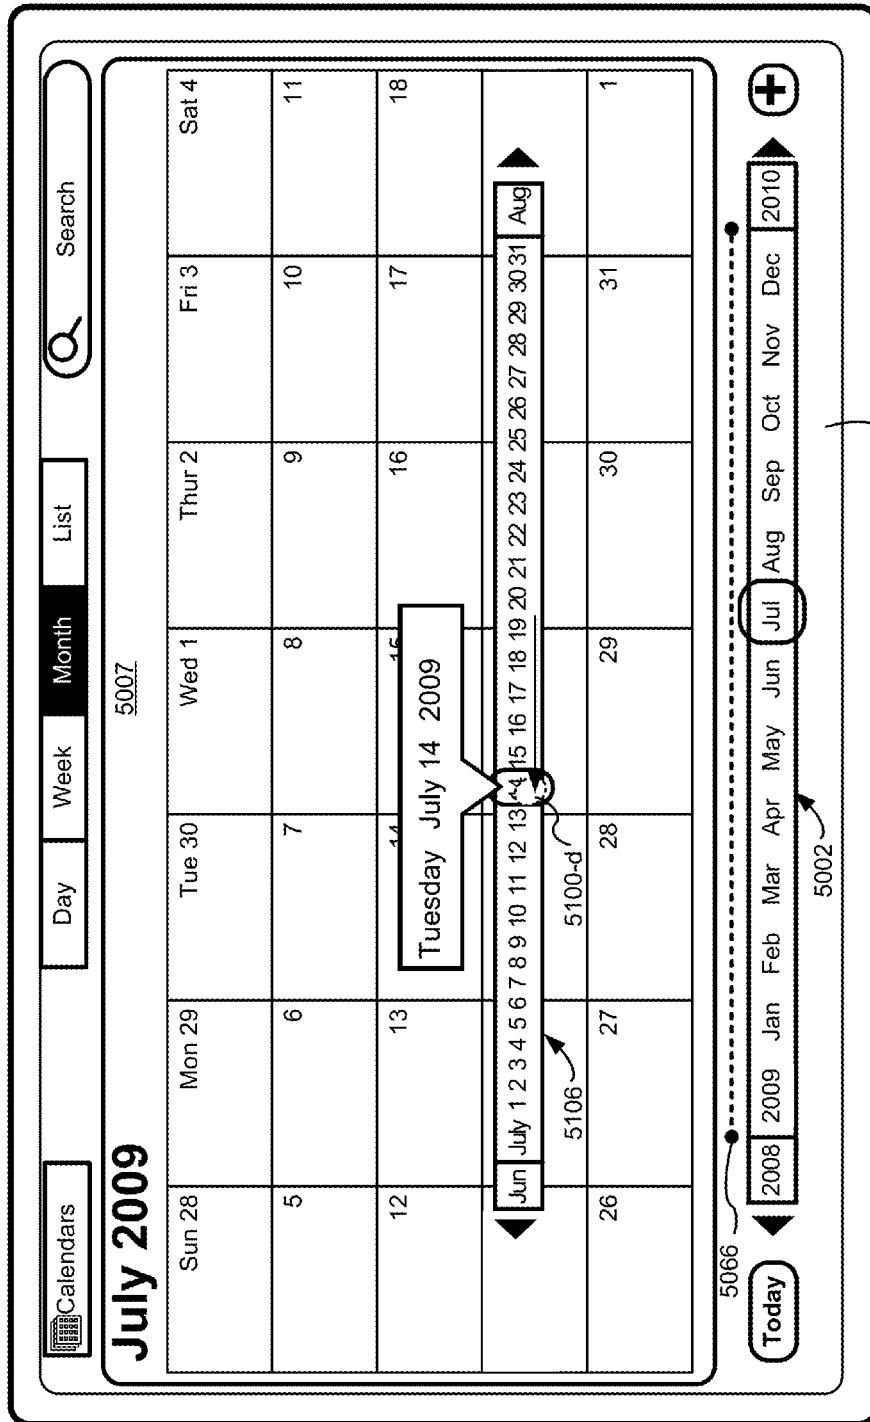 Calendars
Day Week Month List
Search
July 2009
5007
Sun 28 Mon 29 Tue 30 Wed 1 Thur 2 Fri 3 Sat 4
5 6 7 8 9 10 11
12 13 14 16 17 18
Tuesday July 14 2009
Jun July 1 2 3 4 5 6 7 8 9 10 11 12 13 15 16 17 18 19 20 21 22 23 24 25 26 27 28 29 30 31 Aug
5106
5100-d
26 27 28 29 30 31 1
5066
Today
2008 2009 Jan Feb Mar Apr May Jun Jul Aug Sep Oct Nov Dec 2010
5002